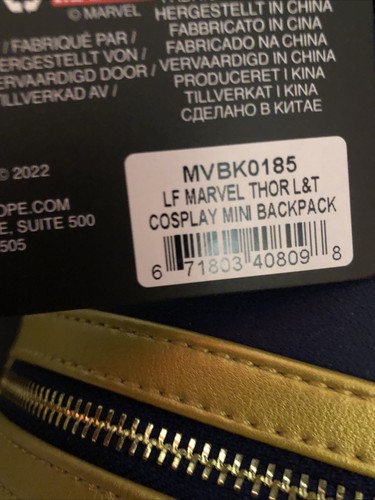 © MARVEL
/ FABRIQUÉ PAR /
HERGESTELLT VON /
VERVAARDIGD DOOR /
TILLVERKAD AV /
HERGESTELLT IN CHINA
FABBRICATO IN CINA
FABRICADO NA CHINA
VERVAARDIGD IN CHINA
PRODUCERET I KINA
TILLVERKAT I KINA
СДЕЛАНО В КИТАЕ
© 2022
OPE.COM
E, SUITE 500
505
MVBK0185
LF MARVEL THOR L&T
COSPLAY MINI BACKPACK
6 71803 40809 8